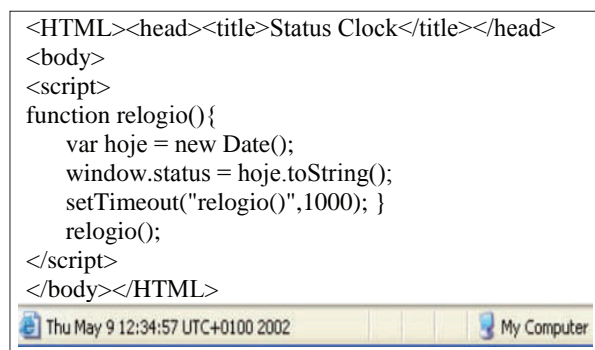 <HTML><head><title>Status Clock</title></head>
<body>
<script>
function relogio(){
var hoje = new Date();
window.status = hoje.toString();
setTimeout("relogio()",1000); }
relogio();
</script>
</body></HTML>
Thu May 9 12:34:57 UTC+0100 2002 My Computer